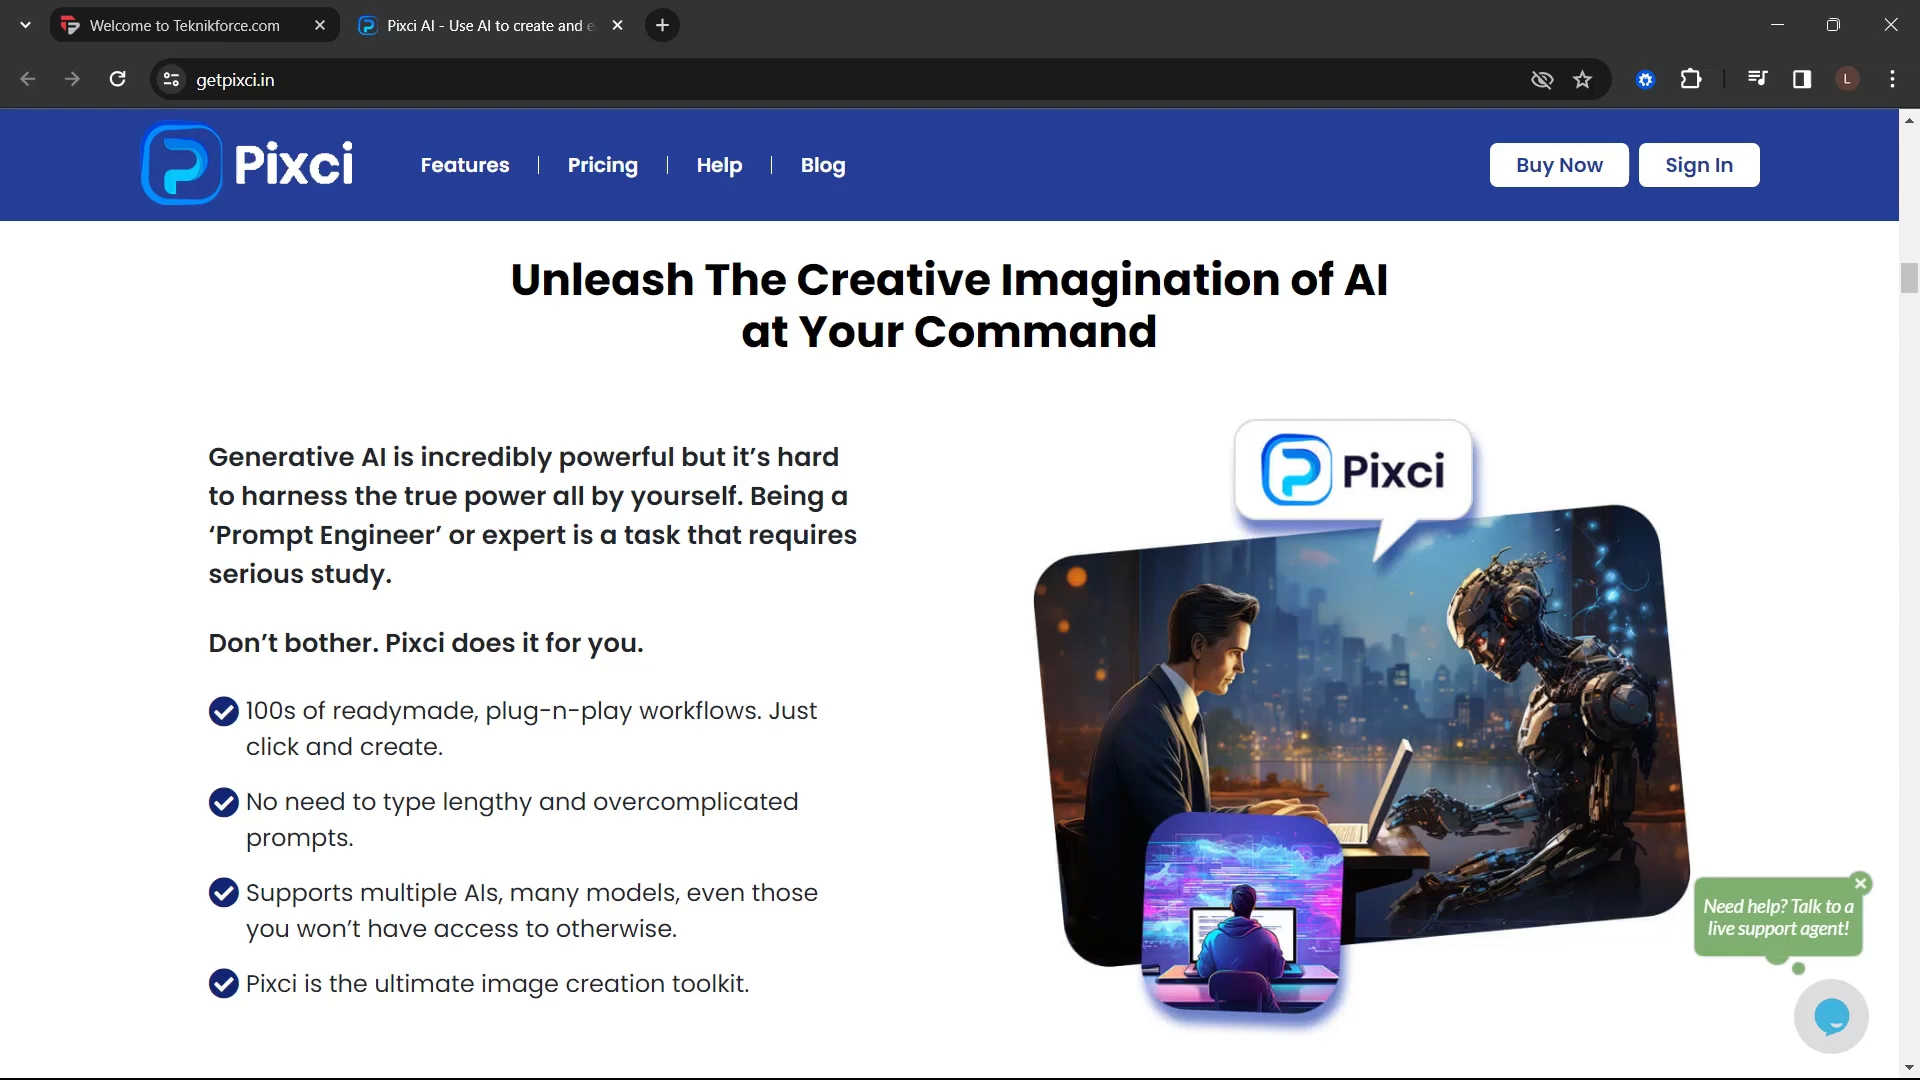 Welcome to Teknikforce.com
Pixci AI - Use AI to create and e
getpixci.in
L
Pixci
Features
Pricing
Help
Blog
Buy Now
Sign In
Unleash The Creative Imagination of AI
at Your Command
Generative AI is incredibly powerful but it’s hard
to harness the true power all by yourself. Being a
‘Prompt Engineer’ or expert is a task that requires
serious study.
Don’t bother. Pixci does it for you.
100s of readymade, plug-n-play workflows. Just
click and create.
No need to type lengthy and overcomplicated
prompts.
Supports multiple AIs, many models, even those
you won’t have access to otherwise.
Pixci is the ultimate image creation toolkit.
Pixci
Need help? Talk to a
live support agent!